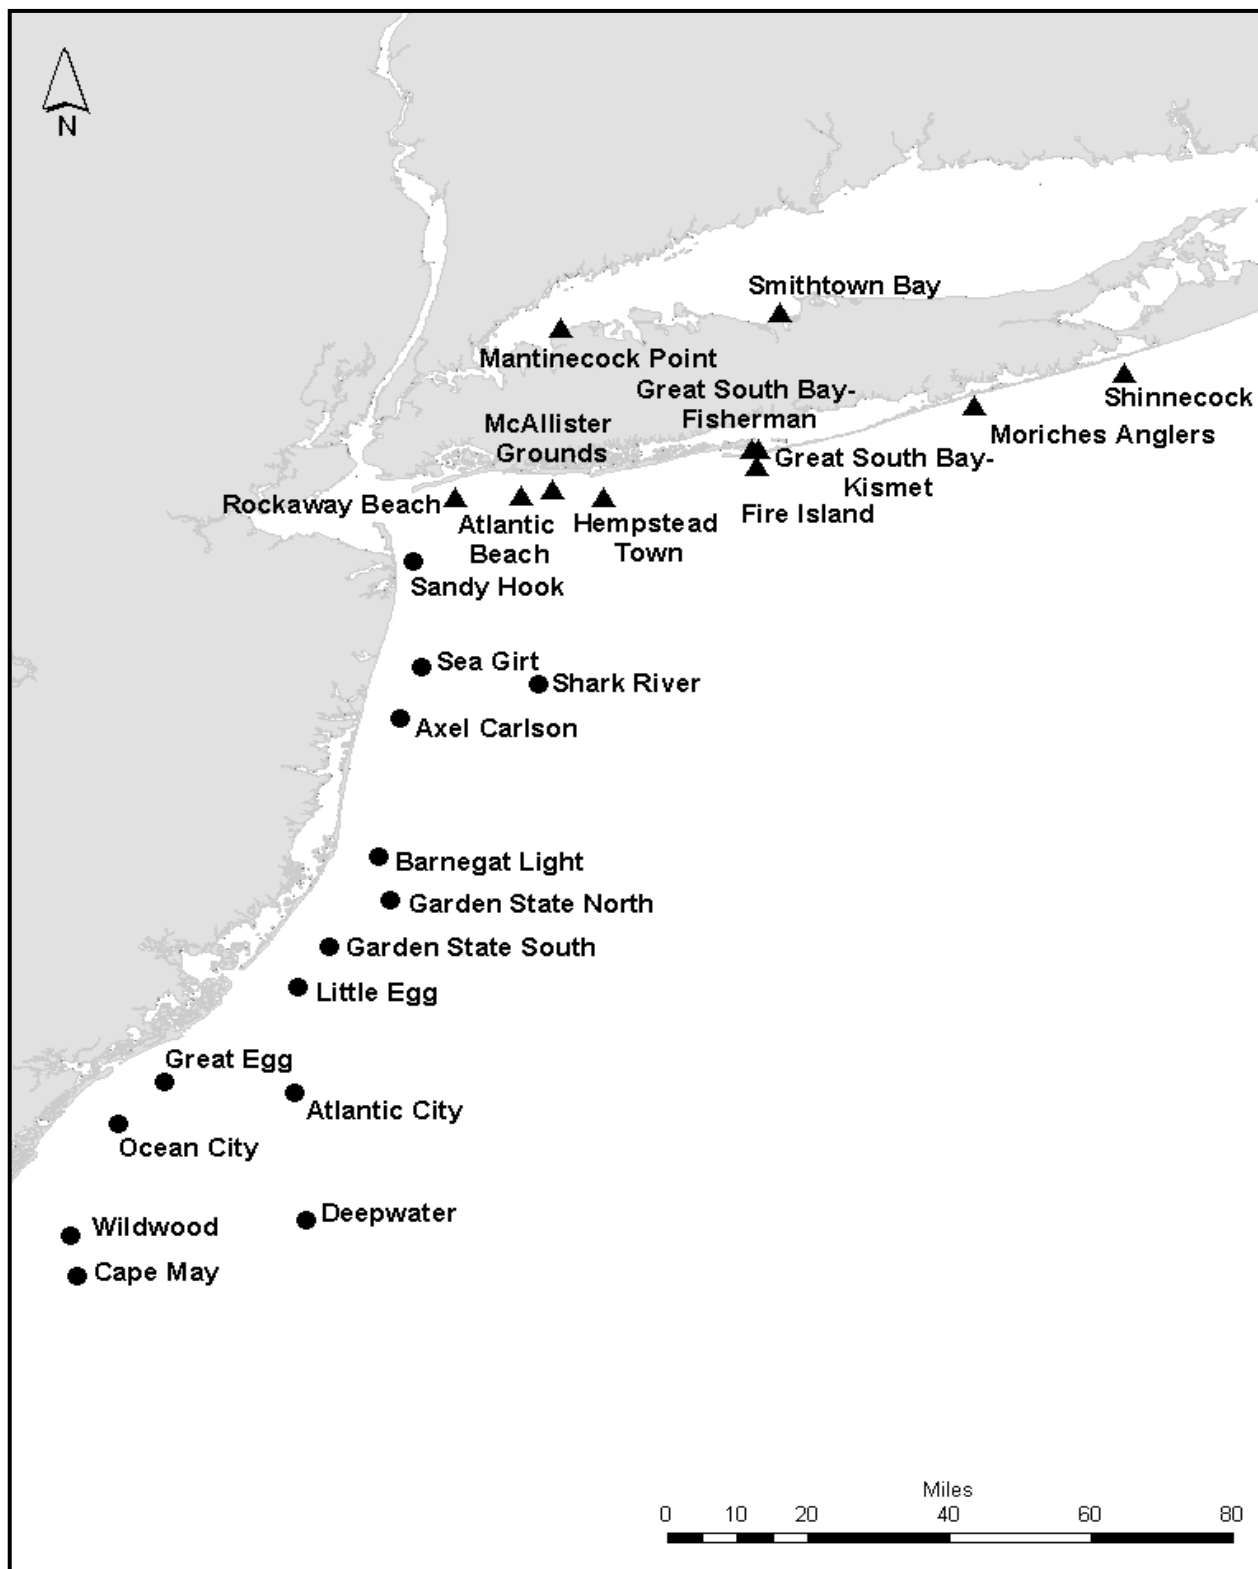 N
Smithtown Bay
Mantinecock Point
Great South Bay-
Fisherman
Shinnecock
McAllister
Grounds
Moriches Anglers
Great South Bay-
Kismet
Rockaway Beach
Fire Island
Atlantic
Beach
Hempstead
Town
Sandy Hook
Sea Girt
Shark River
Axel Carlson
Barnegat Light
Garden State North
Garden State South
Little Egg
Great Egg
Atlantic City
Ocean City
Deepwater
Wildwood
Cape May
Miles
0 10 20 40 60 80